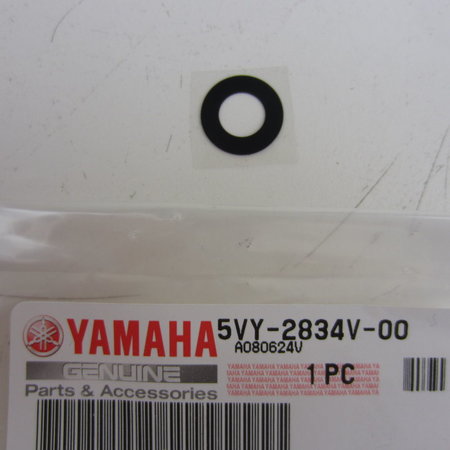 YAMAHA 5VY-2834V-00
A080624V
GENUINE
Parts & Accessories
1 PC